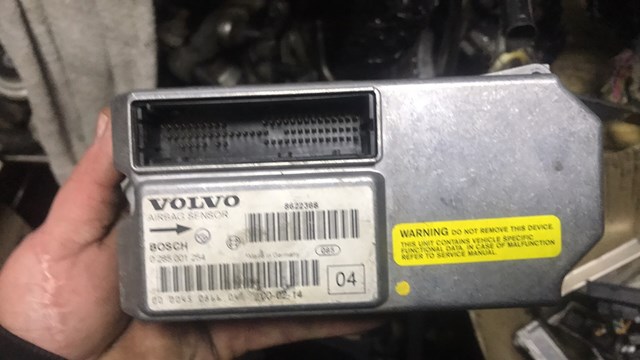 VOLVO
8622366
AIRBAG SENSOR
BOSCH
0 285 001 254
Made in Germany
04
WARNING DO NOT REMOVE THIS DEVICE.
THIS UNIT CONTAINS VEHICLE SPECIFIC
FUNCTIONAL DATA. IN CASE OF MALFUNCTION
REFER TO SERVICE MANUAL.